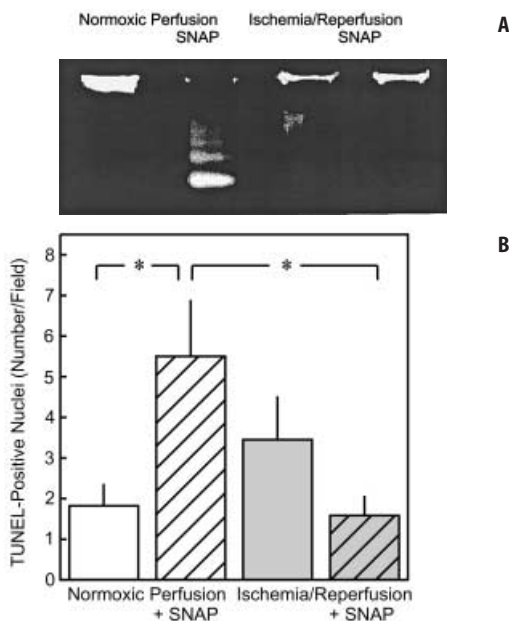 Normoxic Perfusion Ischemia/Reperfusion
SNAP SNAP
A
B
TUNEL-Positive Nuclei (Number/Field)
8
7
6
5
4
3
2
1
0
* *
Normoxic Perfusion Ischemia/Reperfusion
+ SNAP + SNAP